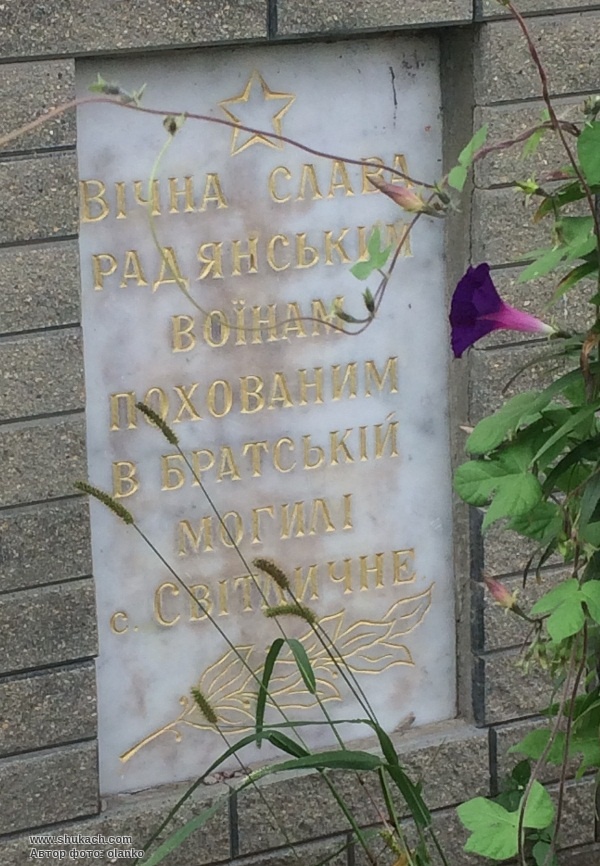 ВІЧНА СЛАВА
РАДЯНСЬКИМ
ВОЇНАМ
ПОХОВАНИМ
В БРАТСЬКІЙ
МОГИЛІ
с. СВІТЛИЧНЕ
www.shukach.com
Автор фото: olanko